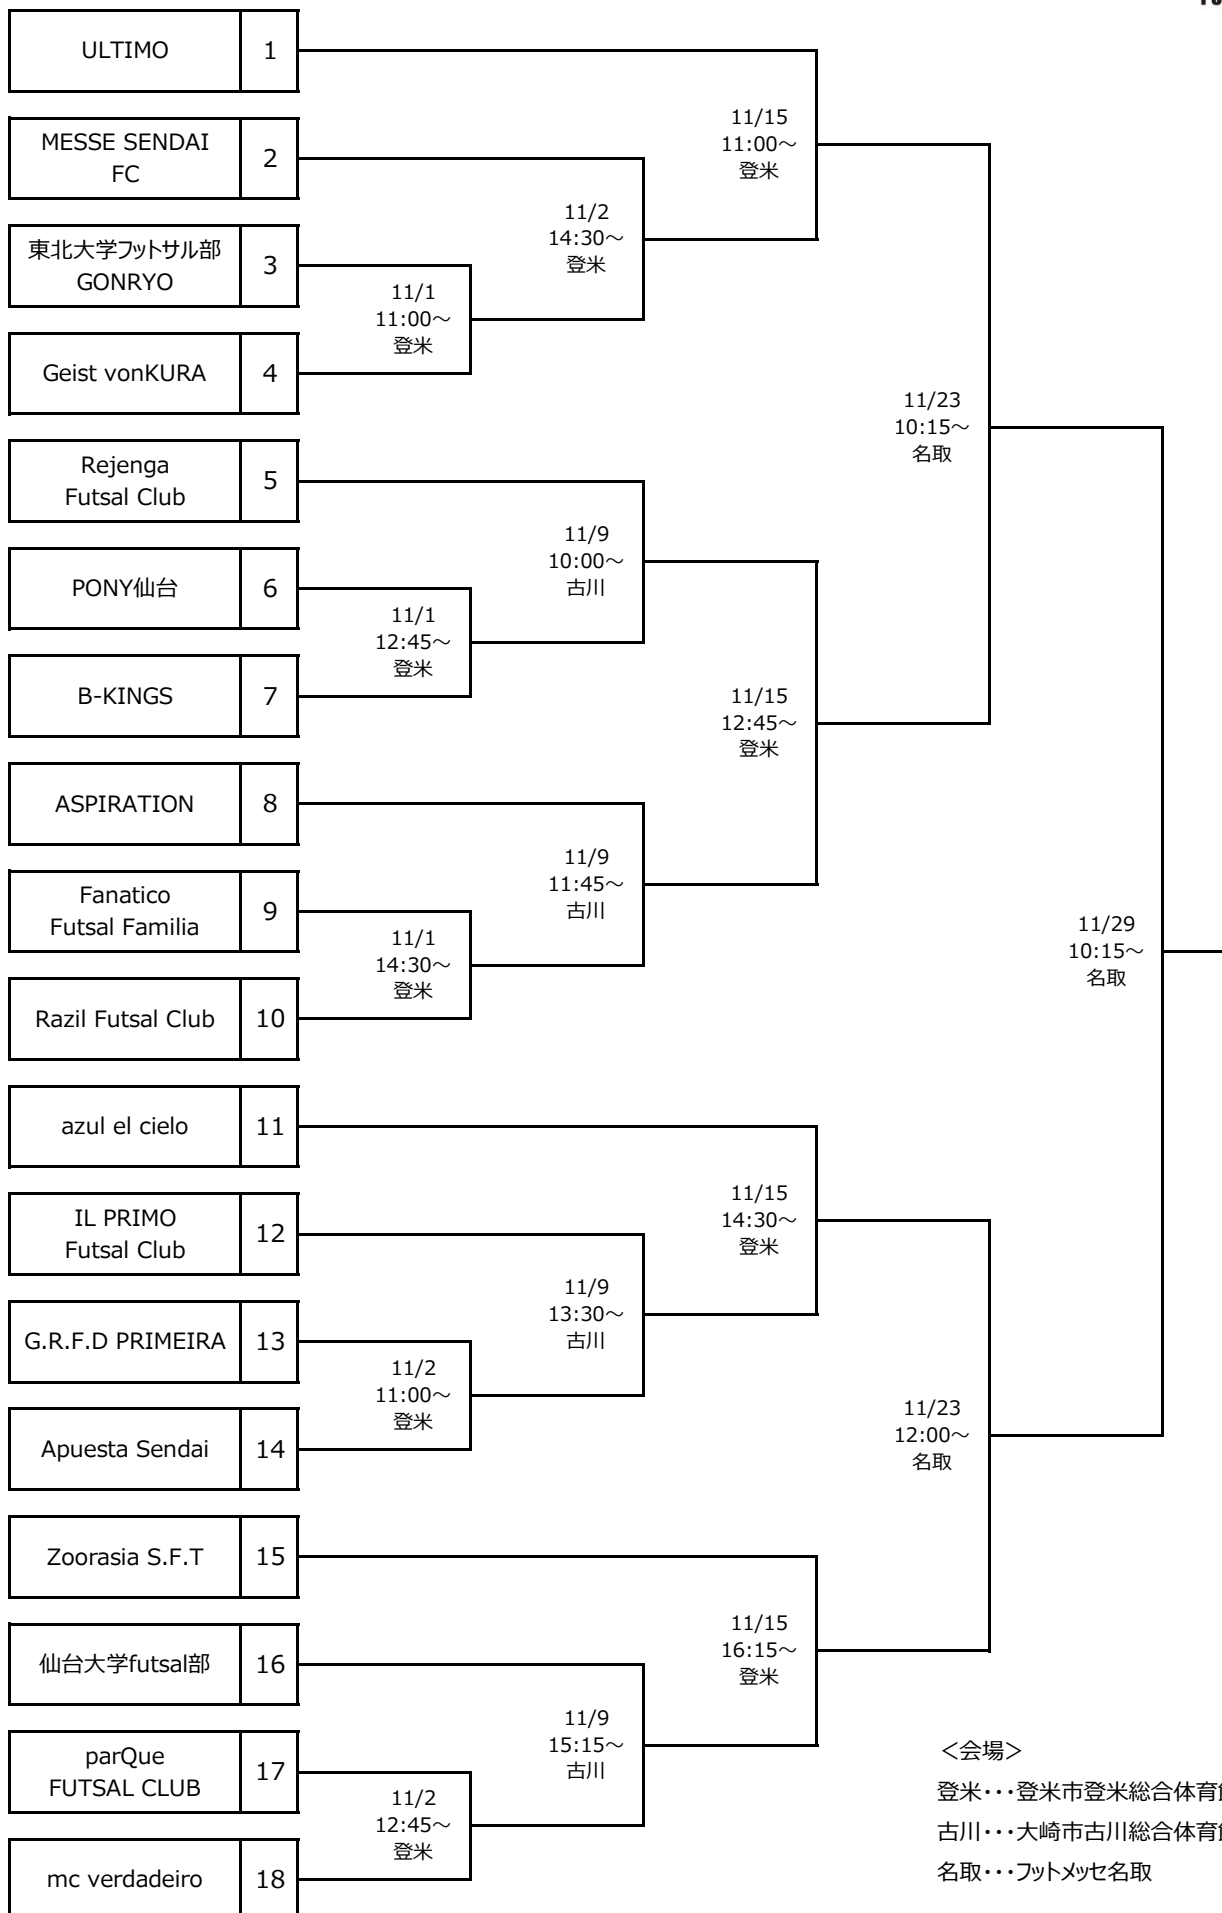 ULTIMO
1
MESSE SENDAI
FC
2
東北大学フットサル部
GONRYO
3
Geist vonKURA
4
Rejenga
Futsal Club
5
PONY仙台
6
B-KINGS
7
ASPIRATION
8
Fanatico
Futsal Familia
9
Razil Futsal Club
10
azul el cielo
11
IL PRIMO
Futsal Club
12
G.R.F.D PRIMEIRA
13
Apuesta Sendai
14
Zoorasia S.F.T
15
仙台大学futsal部
16
parQue
FUTSAL CLUB
17
mc verdadeiro
18
11/1
11:00～
登米
11/1
12:45～
登米
11/1
14:30～
登米
11/2
11:00～
登米
11/2
12:45～
登米
11/2
14:30～
登米
11/9
10:00～
古川
11/9
11:45～
古川
11/9
13:30～
古川
11/9
15:15～
古川
11/15
11:00～
登米
11/15
12:45～
登米
11/15
14:30～
登米
11/15
16:15～
登米
11/23
10:15～
名取
11/23
12:00～
名取
11/29
10:15～
名取
＜会場＞
登米･･･登米市登米総合体育
古川･･･大崎市古川総合体育
名取･･･フットメッセ名取